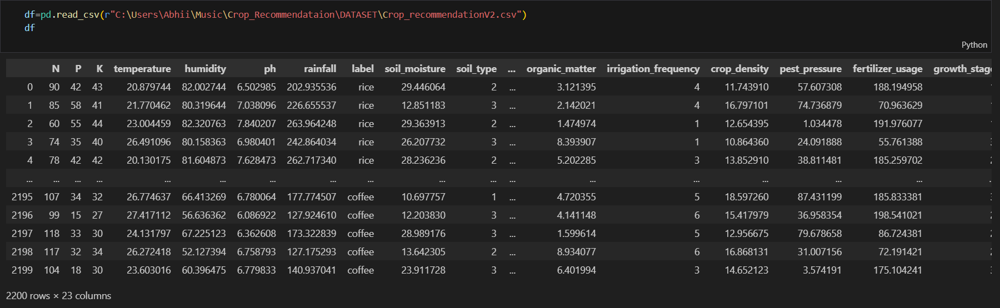 df=pd.read_csv(r"C:\Users\Abhii\Music\Crop_Recommendataion\DATASET\Crop_recommendationV2.csv")
df
Python
N P K temperature humidity ph rainfall label soil_moisture soil_type ... organic_matter irrigation_frequency crop_density pest_pressure fertilizer_usage growth_stage
0 90 42 43 20.879744 82.002744 6.502985 202.935536 rice 29.446064 2 ... 3.121395 4 11.743910 57.607308 188.194958
1 85 58 41 21.770462 80.319644 7.038096 226.655537 rice 12.851183 3 ... 2.142021 4 16.797101 74.736879 70.963629
2 60 55 44 23.004459 82.320763 7.840207 263.964248 rice 29.363913 2 ... 1.474974 1 12.654395 1.034478 191.976077
3 74 35 40 26.491096 80.158363 6.980401 242.864034 rice 26.207732 3 ... 8.393907 1 10.864360 24.091888 55.761388
4 78 42 42 20.130175 81.604873 7.628473 262.717340 rice 28.236236 2 ... 5.202285 3 13.852910 38.811481 185.259702
... ... ... ... ... ... ... ... ... ... ... ... ... ... ... ... ...
2195 107 34 32 26.774637 66.413269 6.780064 177.774507 coffee 10.697757 1 ... 4.720355 5 18.597260 87.431199 185.833381
2196 99 15 27 27.417112 56.636362 6.086922 127.924610 coffee 12.203830 3 ... 4.141148 6 15.417979 36.958354 198.541021
2197 118 33 30 24.131797 67.225123 6.362608 173.322839 coffee 28.989176 3 ... 1.599614 5 12.956675 79.678658 86.724381
2198 117 32 34 26.272418 52.127394 6.758793 127.175293 coffee 13.642305 2 ... 8.934077 6 16.868131 31.007156 72.191421
2199 104 18 30 23.603016 60.396475 6.779833 140.937041 coffee 23.911728 3 ... 6.401994 3 14.652123 3.574191 175.104241
2200 rows × 23 columns